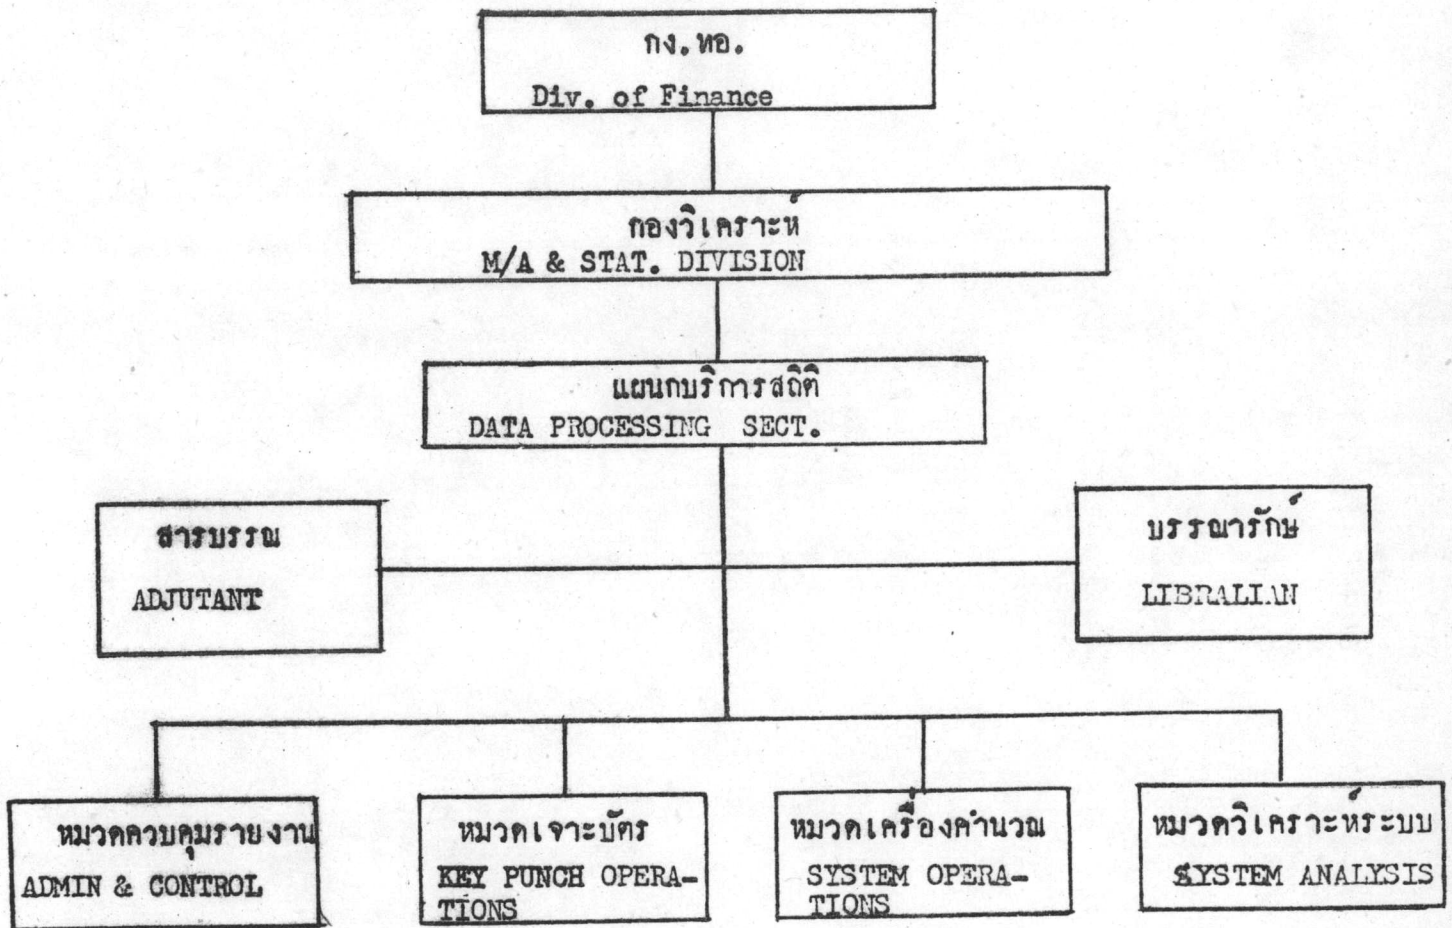 กง.ทอ.
Div. of Finance
กองวิเคราะห์
M/A & STAT. DIVISION
แผนกบริการสถิติ
DATA PROCESSING SECT.
สารบรรณ
ADJUTANT
บรรณารักษ์
LIBRALIAN
หมวดควบคุมรายงาน
ADMIN & CONTROL
หมวดเจาะบัตร
KEY PUNCH OPERA-
TIONS
หมวดเครื่องคำนวณ
SYSTEM OPERA-
TIONS
หมวดวิเคราะห์ระบบ
SYSTEM ANALYSIS